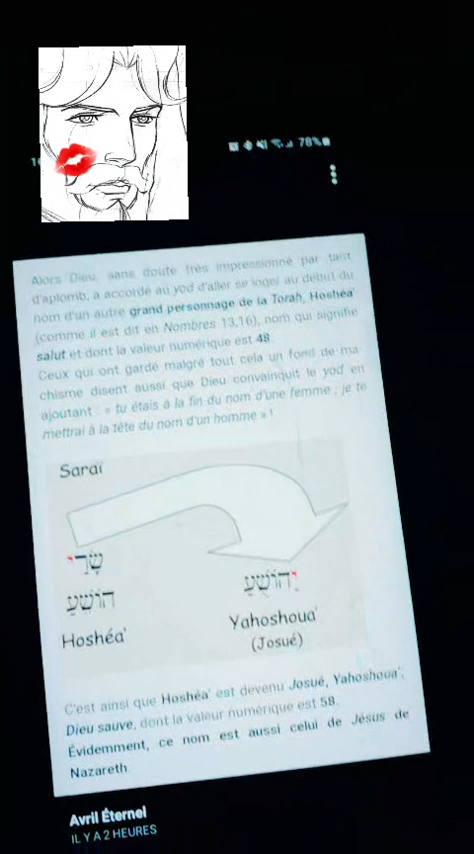 78%
Alors Dieu, sans doute très impressionné par tant
d'aplomb, a accordé au yod d'aller se loger au début du
nom d'un autre grand personnage de la Torah, Hoshéa'
(comme il est dit en Nombres 13,16), nom qui signifie
salut et dont la valeur numérique est 48.
Ceux qui ont gardé malgré tout cela un fond de ma-
chisme disent aussi que Dieu convainquit le yod en
ajoutant : « tu étais à la fin du nom d'une femme ; je te
mettrai à la tête du nom d'un homme » !
Saraï
שָׂרַי
הוֹשֵׁעַ
Hoshéa'
יְהוֹשֻׁעַ
Yahoshoua'
(Josué)
C'est ainsi que Hoshéa' est devenu Josué, Yahoshoua',
Dieu sauve, dont la valeur numérique est 58.
Évidemment, ce nom est aussi celui de Jésus de
Nazareth
Avril Éternel
IL Y A 2 HEURES